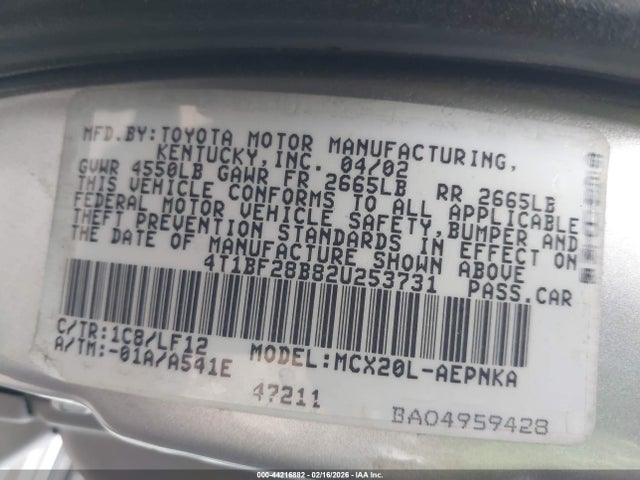 MFD.BY:TOYOTA MOTOR MANUFACTURING,
KENTUCKY,INC. 04/02
GVWR 4550LB GAWR FR 2665LB RR 2665LB
THIS VEHICLE CONFORMS TO ALL APPLICABLE
FEDERAL MOTOR VEHICLE SAFETY,BUMPER AND
THEFT PREVENTION STANDARDS IN EFFECT ON
THE DATE OF MANUFACTURE SHOWN ABOVE
4T1BF28B82U253731 PASS.CAR
C/TR:1C8/LF12
A/TM:-01A/A541E MODEL:MCX20L-AEPNKA
47211
BA04959428
000-44216882 - 02/16/2026 - IAA Inc.